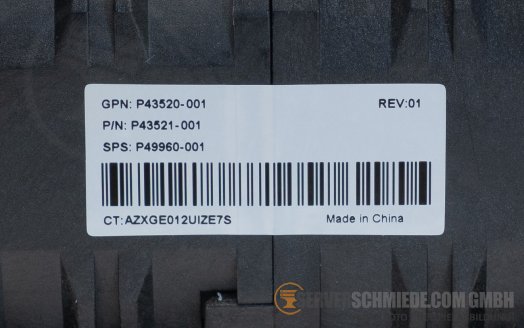 GPN: P43520-001
REV:01
P/N: P43521-001
SPS: P49960-001
CT:AZXGE012UIZE7S
Made in China
SERVERSCHMIEDE.COM GMBH